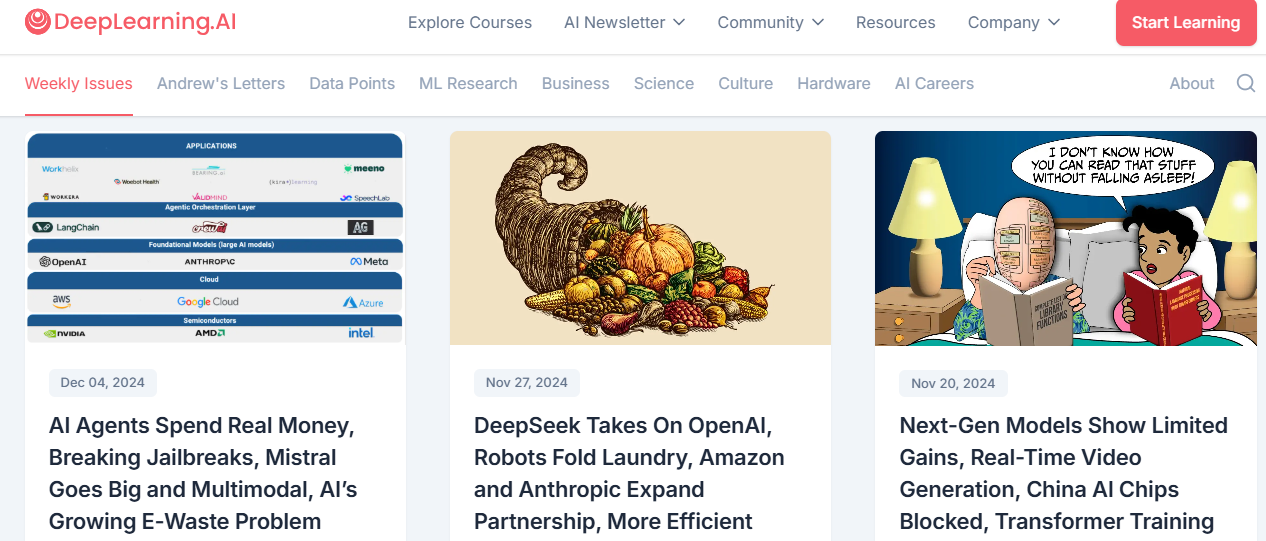 DeepLearning.AI
Explore Courses
AI Newsletter
Community
Resources
Company
Start Learning
Weekly Issues
Andrew's Letters
Data Points
ML Research
Business
Science
Culture
Hardware
AI Careers
About
APPLICATIONS
Workhelix
BEARING.ai
meeno
Woebot Health
{kira}learning
WORKERA
VALIDMIND
SpeechLab
Agentic Orchestration Layer
LangChain
crewai
AG
Foundational Models (large AI models)
OpenAI
ANTHROP\C
Meta
Cloud
aws
Google Cloud
Azure
Semiconductors
NVIDIA
AMD
intel
Dec 04, 2024
AI Agents Spend Real Money,
Breaking Jailbreaks, Mistral
Goes Big and Multimodal, AI's
Growing E-Waste Problem
Nov 27, 2024
DeepSeek Takes On OpenAI,
Robots Fold Laundry, Amazon
and Anthropic Expand
Partnership, More Efficient
I DON'T KNOW HOW
YOU CAN READ THAT STUFF
WITHOUT FALLING ASLEEP!
LIBRARY
FUNCTIONS
Nov 20, 2024
Next-Gen Models Show Limited
Gains, Real-Time Video
Generation, China AI Chips
Blocked, Transformer Training